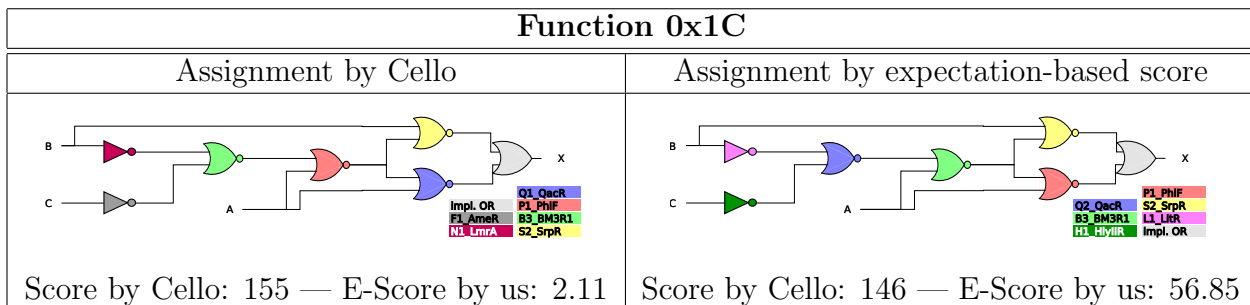 Function 0x1C
Assignment by Cello
Assignment by expectation-based score
B
C
A
X
Q1_QacR
Impl. OR
P1_PhlF
F1_AmeR
B3_BM3R1
N1_LmrA
S2_SrpR
B
C
A
X
P1_PhlF
Q2_QacR
S2_SrpR
B3_BM3R1
L1_LitR
H1_HlyIIR
Impl. OR
Score by Cello: 155 — E-Score by us: 2.11
Score by Cello: 146 — E-Score by us: 56.85